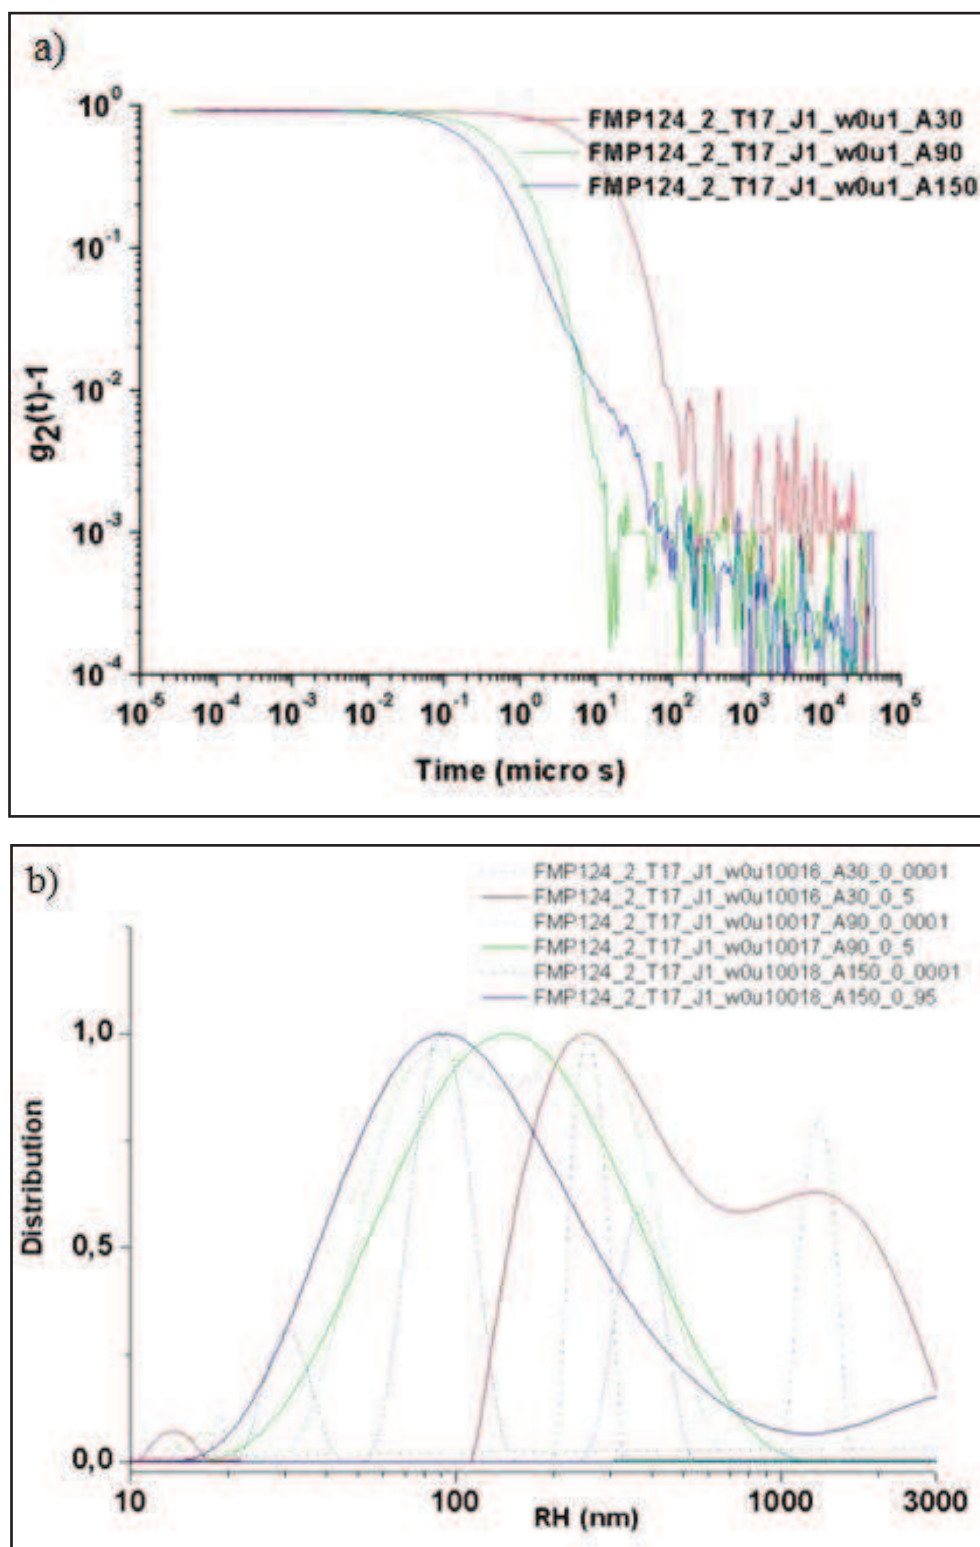 a)
10⁰
10⁻¹
10⁻²
10⁻³
10⁻⁴
g₂(t)-1
FMP124_2_T17_J1_w0u1_A30
FMP124_2_T17_J1_w0u1_A90
FMP124_2_T17_J1_w0u1_A150
10⁻⁵ 10⁻⁴ 10⁻³ 10⁻² 10⁻¹ 10⁰ 10¹ 10² 10³ 10⁴ 10⁵
Time (micro s)
b)
FMP124_2_T17_J1_w0u10016_A30_0_0001
FMP124_2_T17_J1_w0u10016_A30_0_5
FMP124_2_T17_J1_w0u10017_A90_0_0001
FMP124_2_T17_J1_w0u10017_A90_0_5
FMP124_2_T17_J1_w0u10018_A150_0_0001
FMP124_2_T17_J1_w0u10018_A150_0_95
1,0
0,5
0,0
Distribution
10 100 1000 3000
RH (nm)